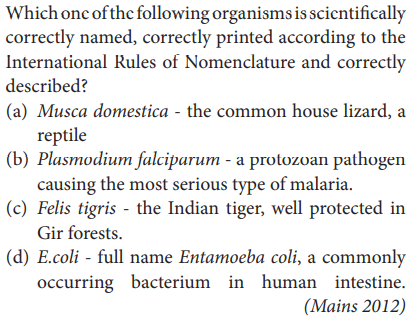 Which one of the following organisms is scientifically
correctly named, correctly printed according to the
International Rules of Nomenclature and correctly
described?
(a) Musca domestica - the common house lizard, a
reptile
(b) Plasmodium falciparum - a protozoan pathogen
causing the most serious type of malaria.
(c) Felis tigris - the Indian tiger, well protected in
Gir forests.
(d) E.coli - full name Entamoeba coli, a commonly
occurring bacterium in human intestine.
(Mains 2012)